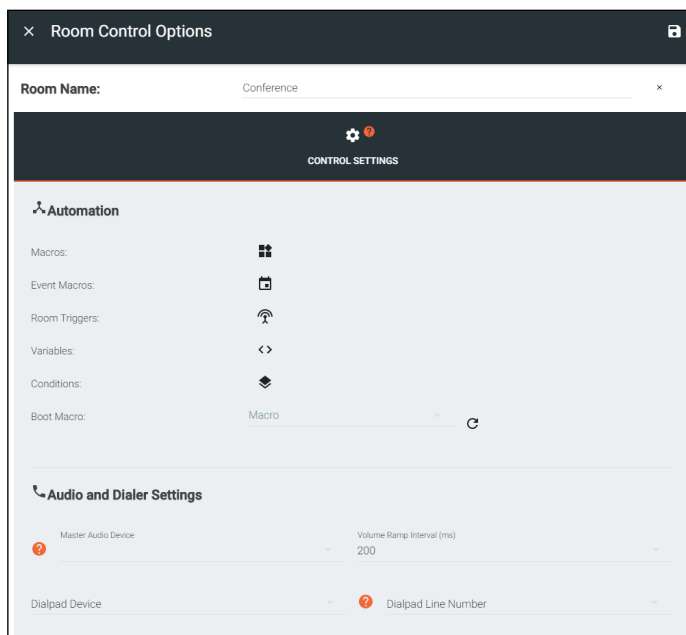 × Room Control Options
Room Name: Conference ×
?
CONTROL SETTINGS
Automation
Macros:
Event Macros:
Room Triggers:
Variables:
Conditions:
Boot Macro: Macro
Audio and Dialer Settings
Master Audio Device Volume Ramp Interval (ms)
? 200
Dialpad Device ? Dialpad Line Number